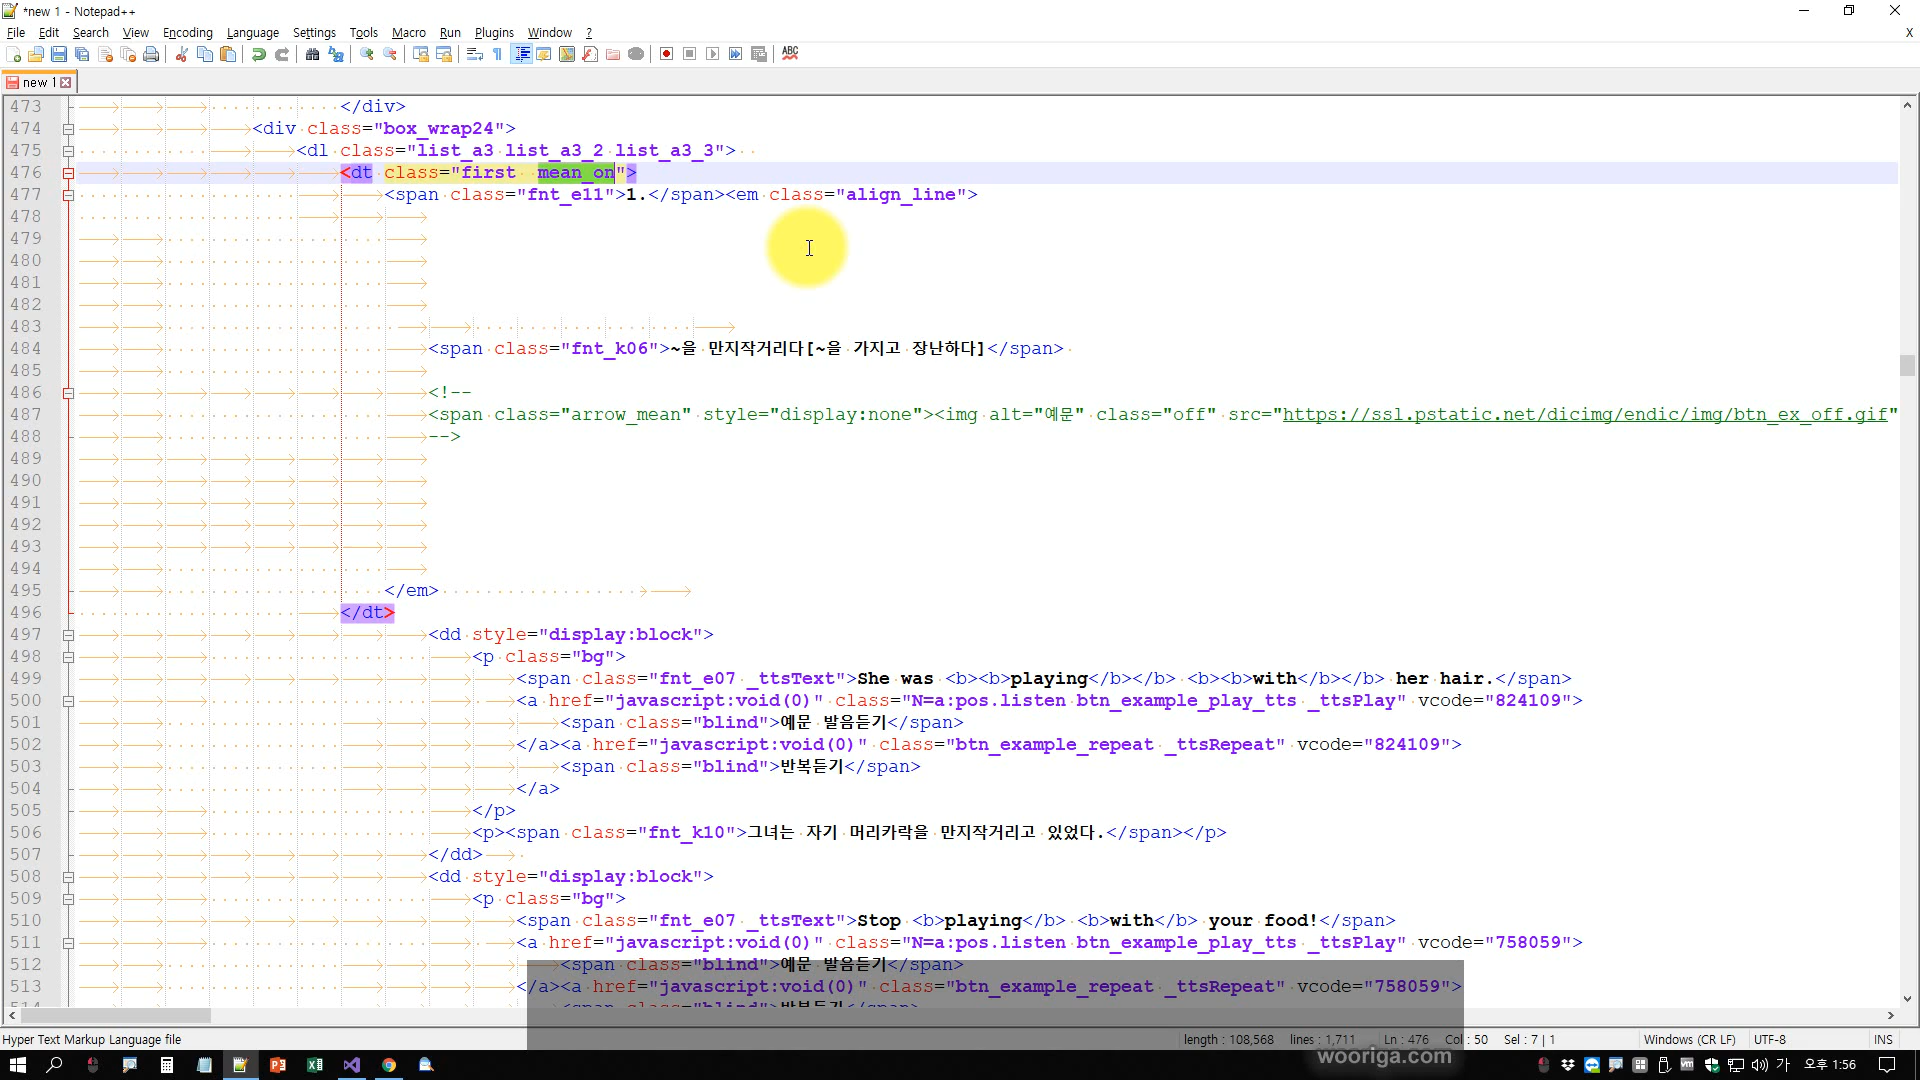 *new 1 - Notepad++
File Edit Search View Encoding Language Settings Tools Macro Run Plugins Window ? X
new 1
473 </div>
474 <div class="box_wrap24">
475 <dl class="list_a3 list_a3_2 list_a3_3">
476 <dt class="first  mean_on">
477 <span class="fnt_e11">1.</span><em class="align_line">
478
479
480
481
482
483
484 <span class="fnt_k06">~을 만지작거리다[~을 가지고 장난하다]</span>
485
486 <!--
487 <span class="arrow_mean" style="display:none"><img alt="예문" class="off" src="https://ssl.pstatic.net/dicimg/endic/img/btn_ex_off.gif"
488 -->
489
490
491
492
493
494
495 </em>
496 </dt>
497 <dd style="display:block">
498 <p class="bg">
499 <span class="fnt_e07 _ttsText">She was <b><b>playing</b></b> <b><b>with</b></b> her hair.</span>
500 <a href="javascript:void(0)" class="N=a:pos.listen btn_example_play_tts _ttsPlay" vcode="824109">
501 <span class="blind">예문 발음듣기</span>
502 </a><a href="javascript:void(0)" class="btn_example_repeat _ttsRepeat" vcode="824109">
503 <span class="blind">반복듣기</span>
504 </a>
505 </p>
506 <p><span class="fnt_k10">그녀는 자기 머리카락을 만지작거리고 있었다.</span></p>
507 </dd>
508 <dd style="display:block">
509 <p class="bg">
510 <span class="fnt_e07 _ttsText">Stop <b>playing</b> <b>with</b> your food!</span>
511 <a href="javascript:void(0)" class="N=a:pos.listen btn_example_play_tts _ttsPlay" vcode="758059">
512 <span class="blind">예문 발음듣기</span>
513 </a><a href="javascript:void(0)" class="btn_example_repeat _ttsRepeat" vcode="758059">
Hyper Text Markup Language file length : 108,568 lines : 1,711 Ln : 476 Col : 50 Sel : 7 | 1 Windows (CR LF) UTF-8 INS
wooriga.com
가 오후 1:56